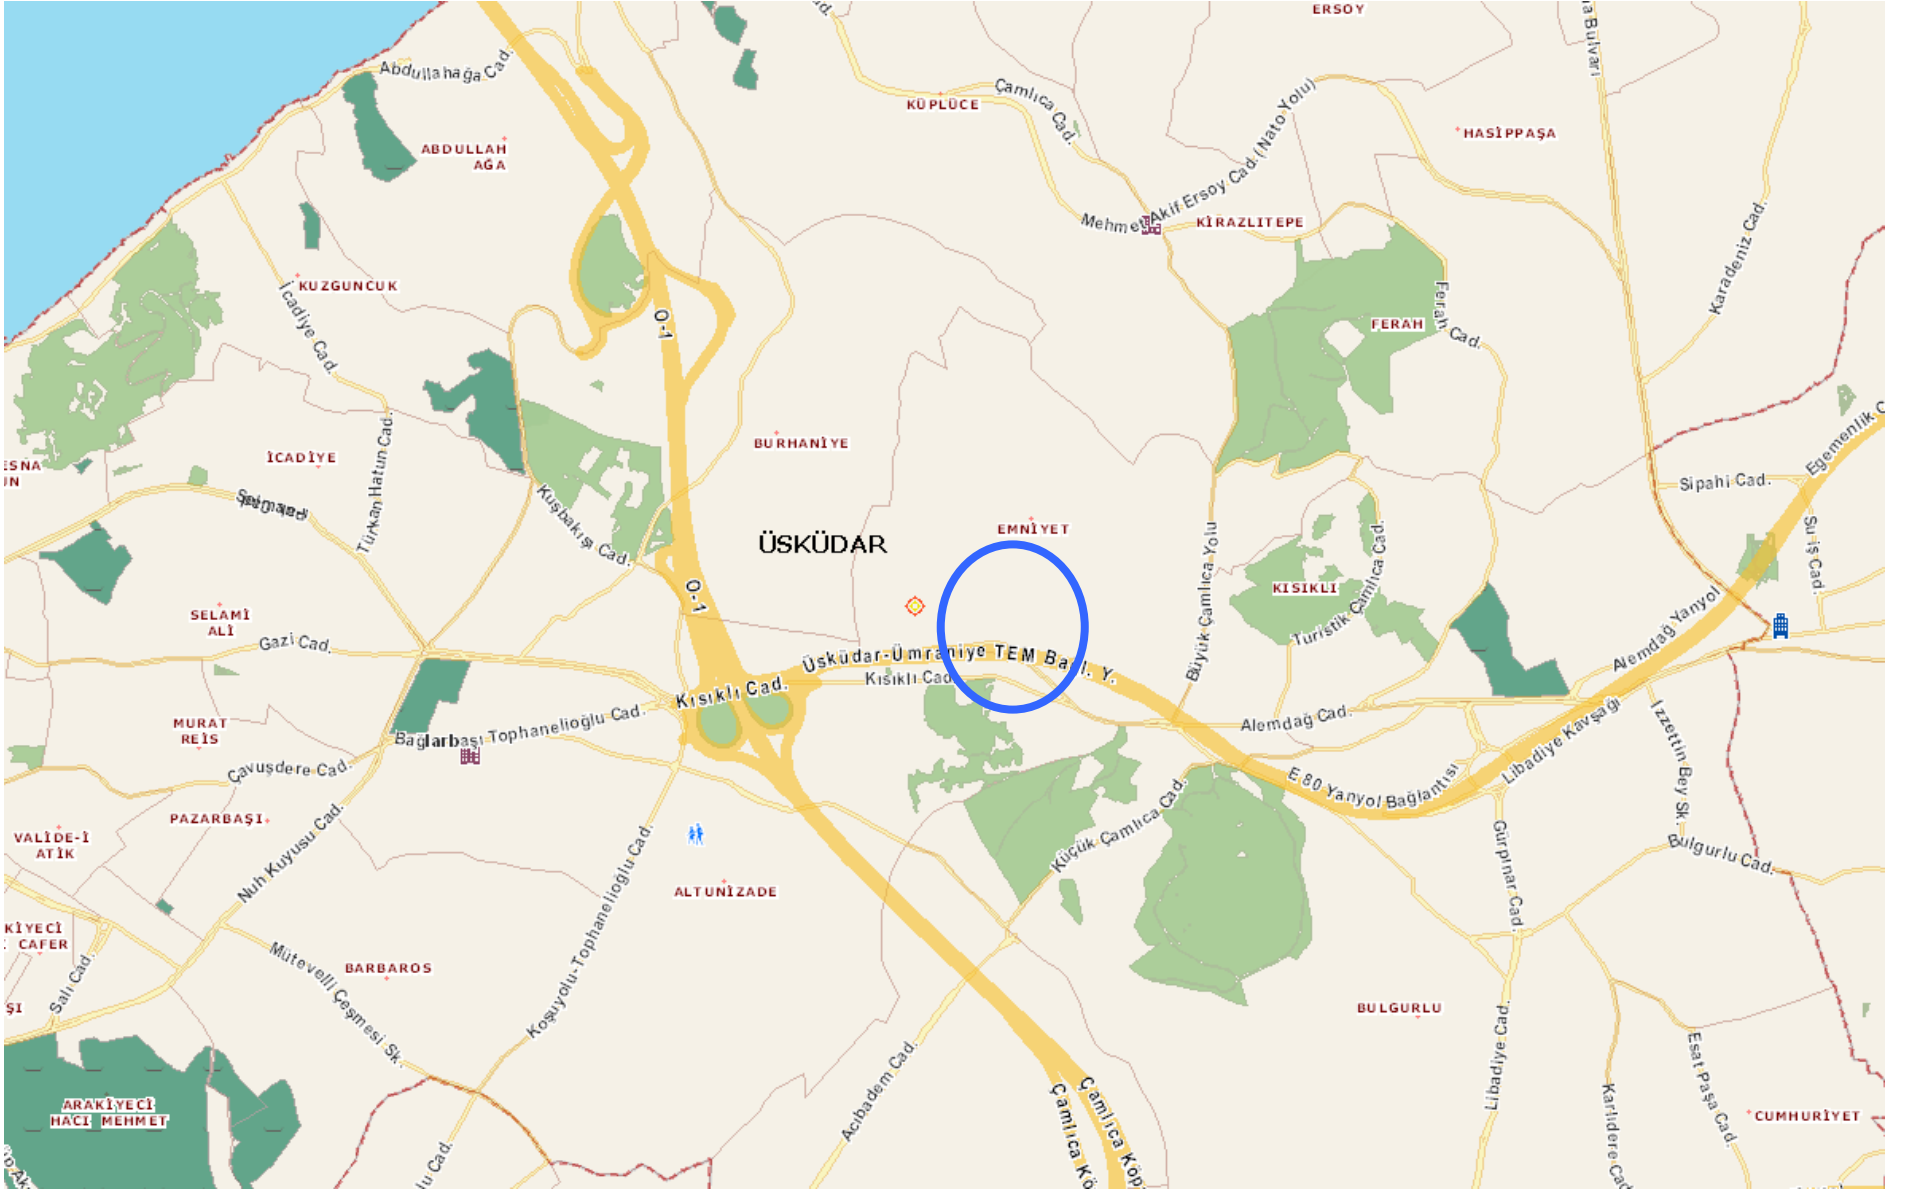 ERSOY
Abdullahağa Cad.
KÜPLÜCE
Çamlıca Cad.
HASİPPAŞA
ABDULLAH
AĞA
Mehmet Akif Ersoy Cad.(Nato Yolu)
KİRAZLITEPE
Karadeniz Cad.
KUZGUNCUK
İcadiye Cad.
O-1
FERAH
Ferah Cad.
BURHANİYE
İCADİYE
Türkan Hatun Cad.
Kuşbakışı Cad.
Sipahi Cad.
Su iş Cad.
EMNİYET
ÜSKÜDAR
Büyük Çamlıca Yolu
KISIKLI
Turistik Çamlıca Cad.
O-1
SELAMİ
ALİ
Gazi Cad.
Üsküdar-Ümraniye TEM Bağl. Y.
Kısıklı Cad.
Kısıklı Cad.
Alemdağ Yanyol
MURAT
REİS
Bağlarbaşı Tophanelioğlu Cad.
Alemdağ Cad.
Libadiye Kavşağı
İzzettin Bey Sk.
Çavuşdere Cad.
E 80 Yanyol Bağlantısı
PAZARBAŞI
VALİDE-İ
ATİK
Nuh Kuyusu Cad.
Küçük Çamlıca Cad.
Gürpınar Cad.
Bulgurlu Cad.
ALTUNİZADE
Koşuyolu-Tophanelioğlu Cad.
KİYECİ
CAFER
Salı Cad.
Mütevelli Çeşmesi Sk.
BARBAROS
BULGURLU
Libadiye Cad.
Esat Paşa Cad.
Acıbadem Cad.
ARAKİYECİ
HACI MEHMET
Çamlıca Köp
Çamlıca Kö
Karlıdere Cad
CUMHURİYET